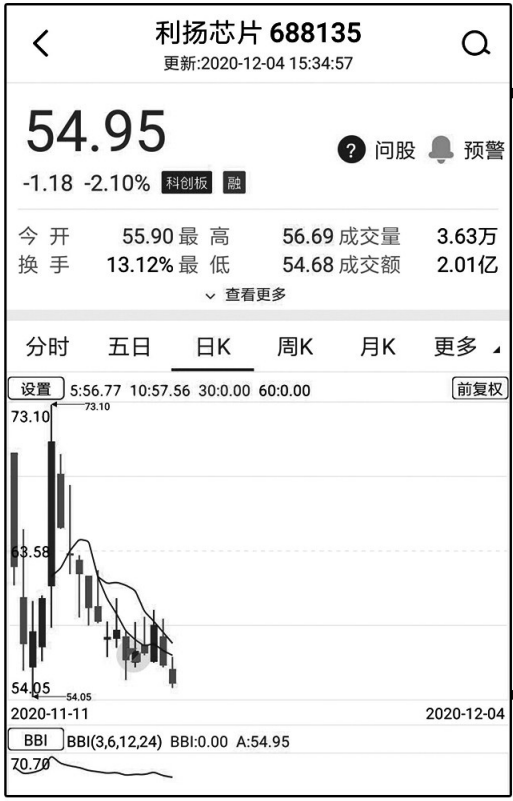 利扬芯片 688135
更新:2020-12-04 15:34:57
54.95
? 问股 预警
-1.18 -2.10% 科创板 融
今开 55.90 最高 56.69 成交量 3.63万
换手 13.12% 最低 54.68 成交额 2.01亿
查看更多
分时 五日 日K 周K 月K 更多
设置 5:56.77 10:57.56 30:0.00 60:0.00 前复权
73.10 73.10
63.58
54.05 54.05
2020-11-11 2020-12-04
BBI BBI(3,6,12,24) BBI:0.00 A:54.95
70.70